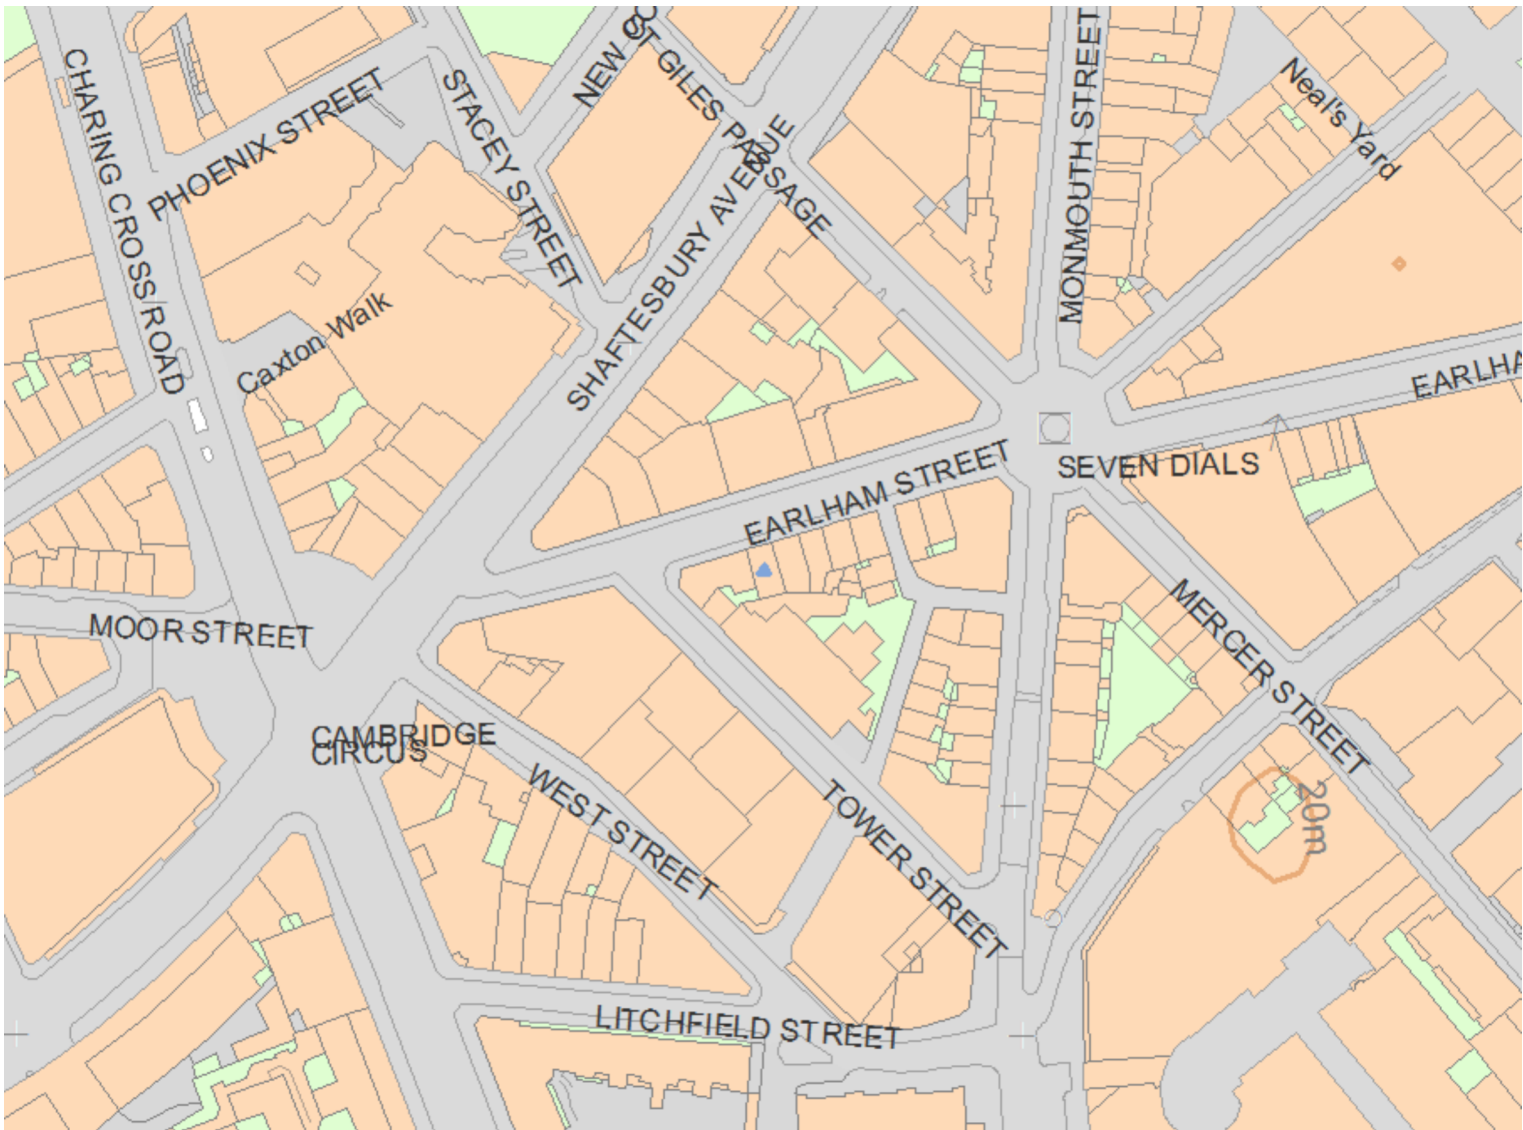 CHARING CROSS ROAD
PHOENIX STREET
STACEY STREET
NEW
ST GILES PASSAGE
SHAFTESBURY AVENUE
MONMOUTH STREET
Neal's Yard
Caxton Walk
EARLHA
SEVEN DIALS
EARLHAM STREET
MOOR STREET
MERCER STREET
CAMBRIDGE
CIRCUS
WEST STREET
TOWER STREET
20m
LITCHFIELD STREET